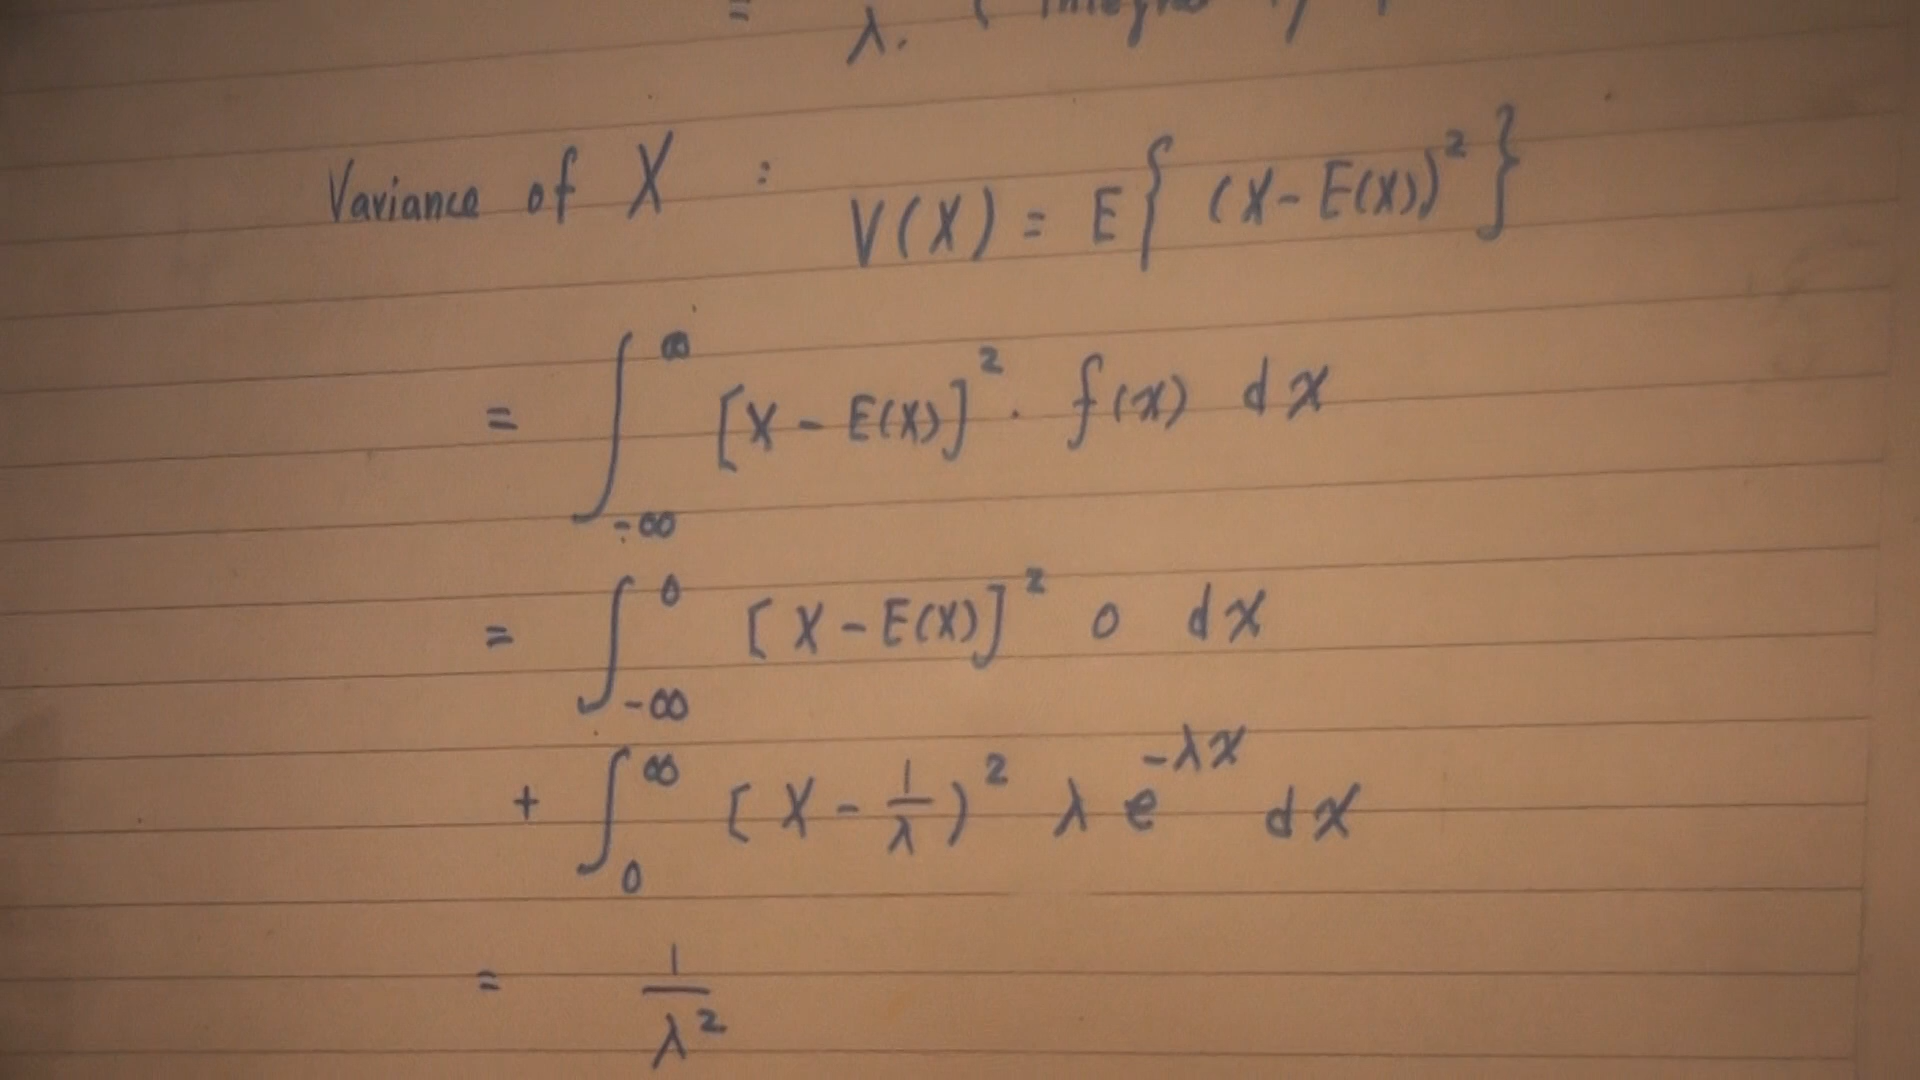 = λ.
Variance of X : V(X) = E{ (X-E(X))² }
= ∫_{-∞}^{∞} [X - E(X)]² · f(x) dx
= ∫_{-∞}^{0} [X - E(X)]² 0 dx
+ ∫_{0}^{∞} [X - 1/λ)² λ e^{-λx} dx
= 1/λ²